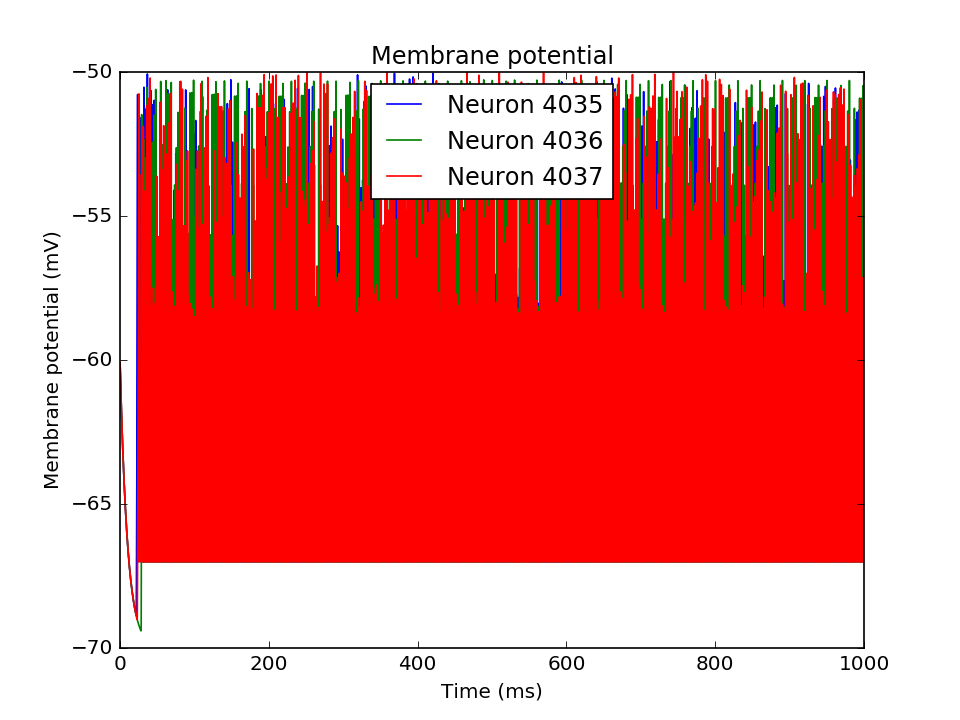 Membrane potential
Neuron 4035
Neuron 4036
Neuron 4037
−50
−55
−60
−65
−70
Membrane potential (mV)
0 200 400 600 800 1000
Time (ms)